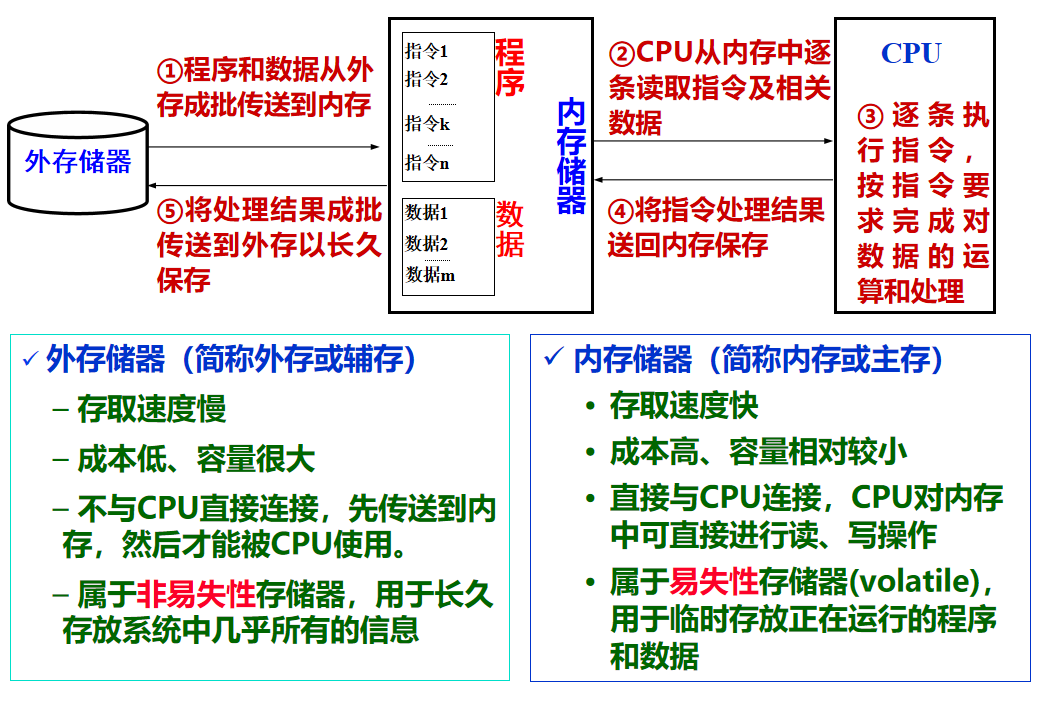 ①程序和数据从外
存成批传送到内存
外存储器
⑤将处理结果成批
传送到外存以长久
保存
指令1
指令2
……
指令k
……
指令n
程序
数据1
数据2
……
数据m
数据
内存储器
②CPU从内存中逐
条读取指令及相关
数据
④将指令处理结果
送回内存保存
CPU
③逐条执
行指令，
按指令要
求完成对
数据的运
算和处理
✓ 外存储器（简称外存或辅存）
– 存取速度慢
– 成本低、容量很大
– 不与CPU直接连接，先传送到内
存，然后才能被CPU使用。
– 属于非易失性存储器，用于长久
存放系统中几乎所有的信息
✓ 内存储器（简称内存或主存）
• 存取速度快
• 成本高、容量相对较小
• 直接与CPU连接，CPU对内存
中可直接进行读、写操作
• 属于易失性存储器(volatile)，
用于临时存放正在运行的程序
和数据